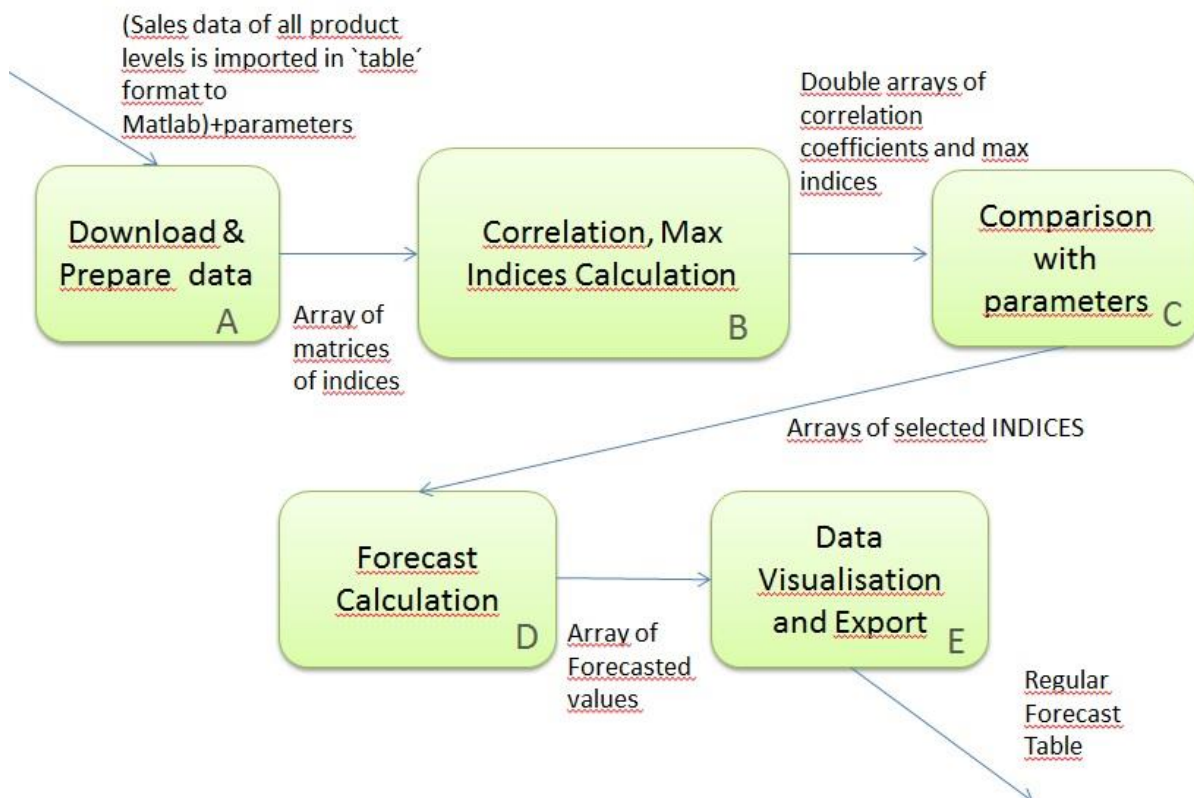 (Sales data of all product
levels is imported in `table´
format to
Matlab)+parameters
Download &
Prepare data
A
Array of
matrices
of indices
Correlation, Max
Indices Calculation
B
Double arrays of
correlation
coefficients and max
indices
Comparison
with
parameters
C
Arrays of selected INDICES
Forecast
Calculation
D
Array of
Forecasted
values
Data
Visualisation
and Export
E
Regular
Forecast
Table